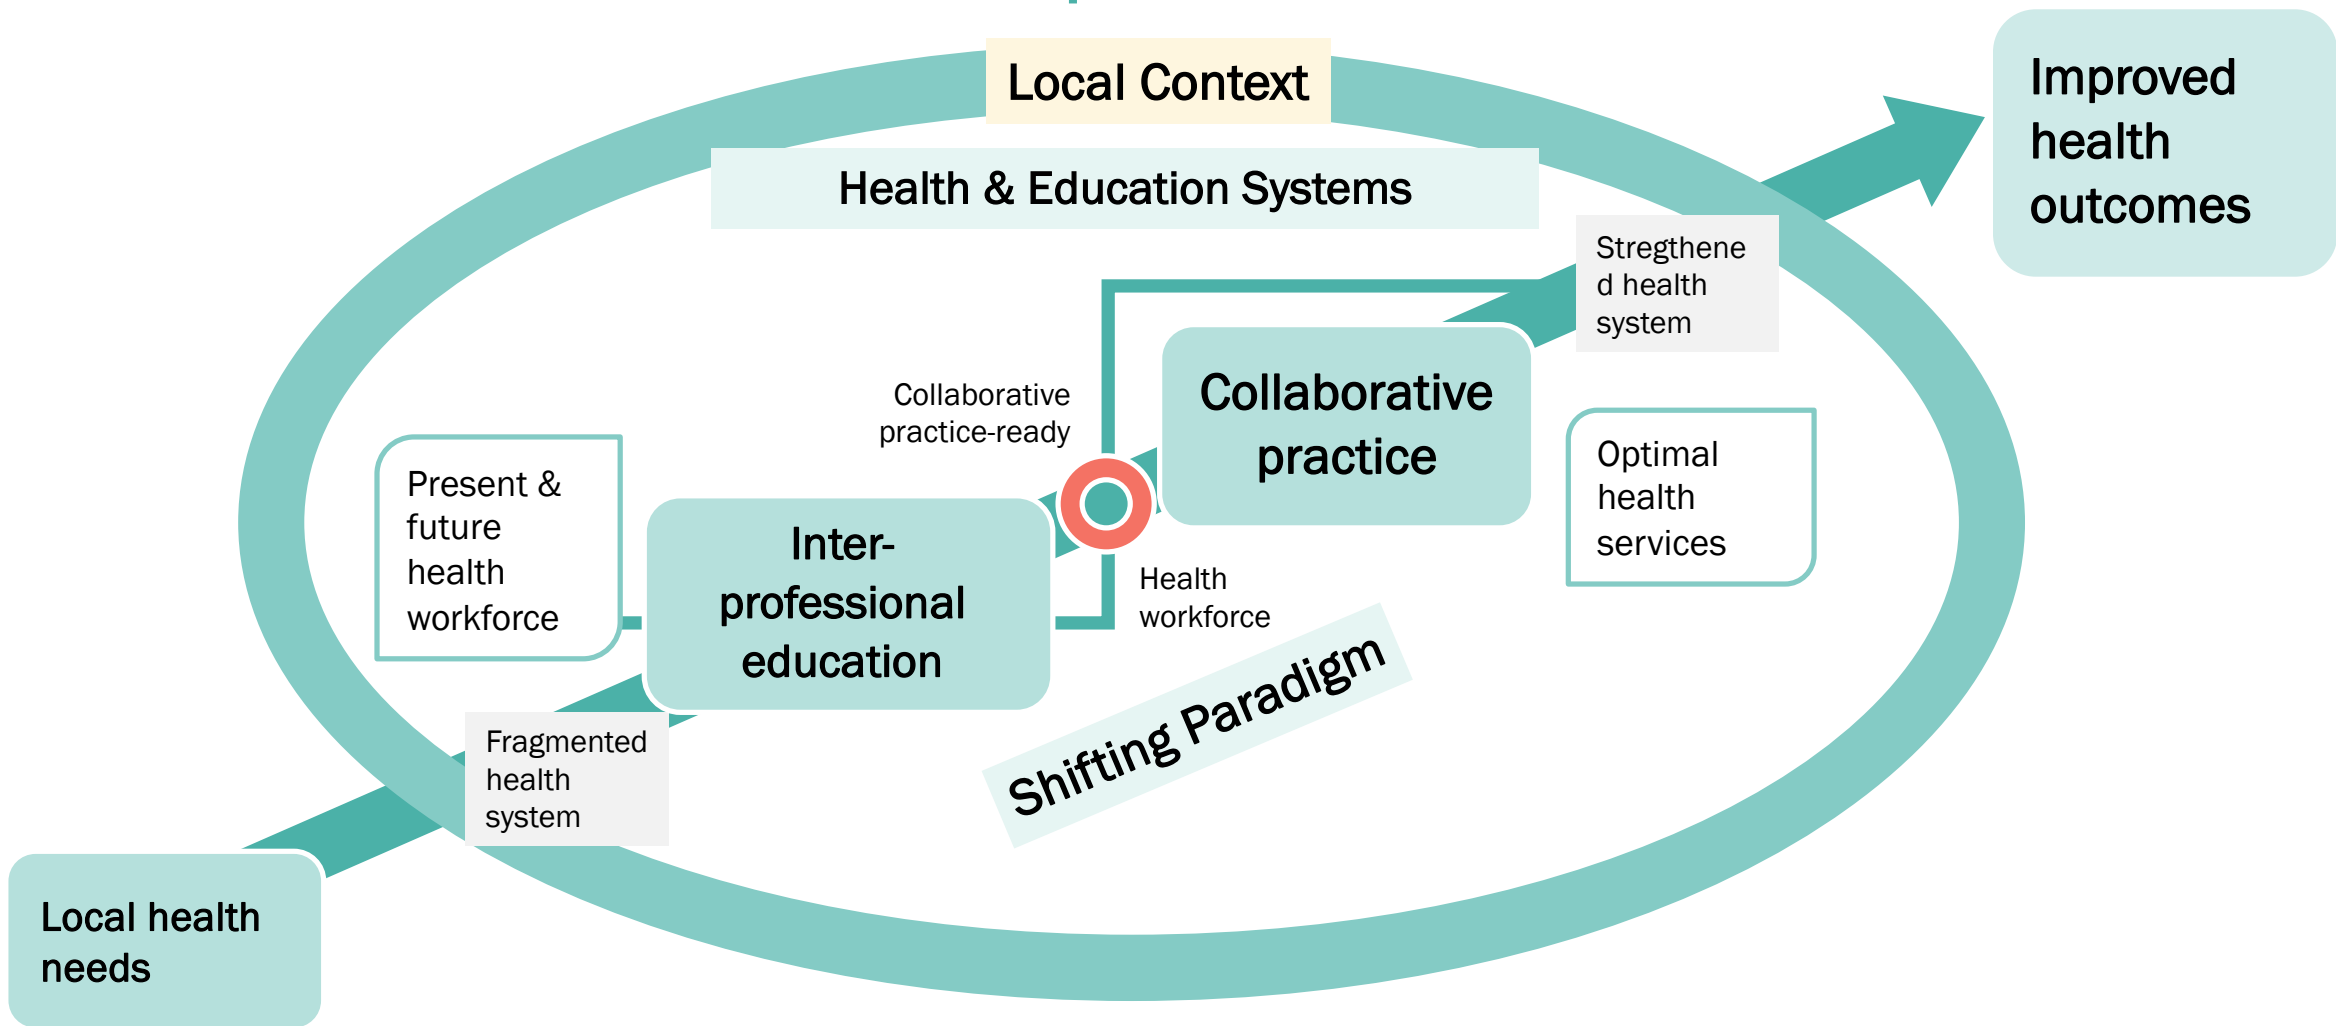 Local Context
Health & Education Systems
Improved
health
outcomes
Stregthene
d health
system
Collaborative
practice
Collaborative
practice-ready
Optimal
health
services
Present &
future
health
workforce
Inter-
professional
education
Health
workforce
Shifting Paradigm
Fragmented
health
system
Local health
needs